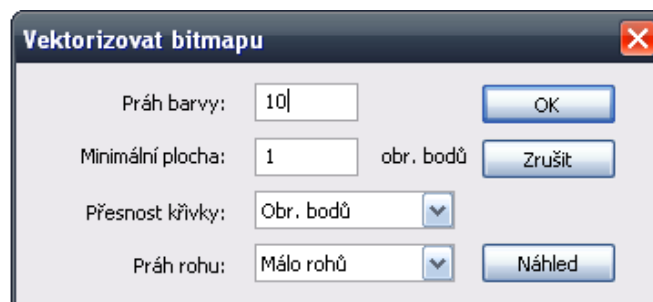 Vektorizovat bitmapu
Práh barvy: 10 OK
Minimální plocha: 1 obr. bodů Zrušit
Přesnost křivky: Obr. bodů
Práh rohu: Málo rohů Náhled